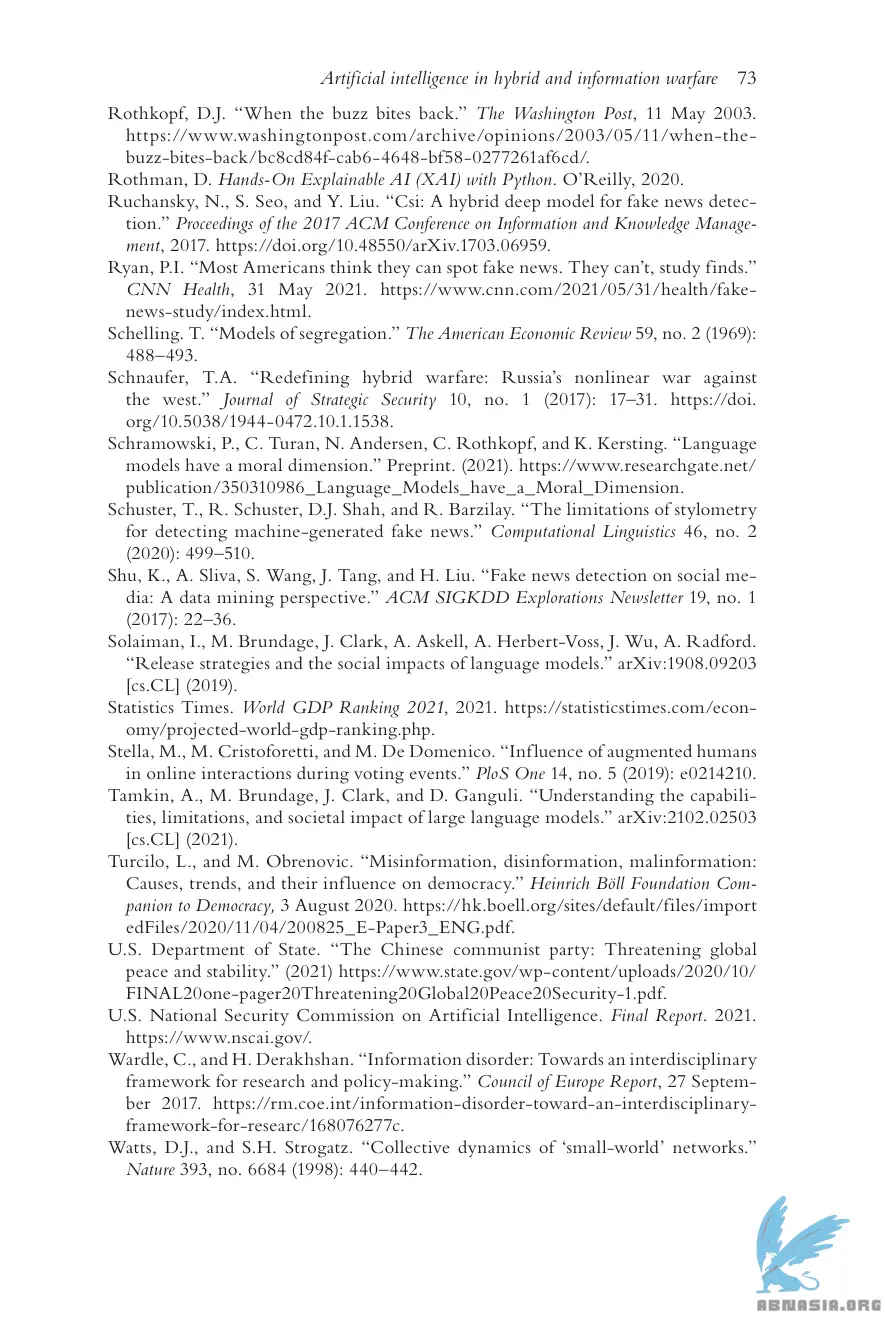 Artificial intelligence in hybrid and information warfare 73
Rothkopf, D.J. “When the buzz bites back.” The Washington Post, 11 May 2003.
https://www.washingtonpost.com/archive/opinions/2003/05/11/when-the-
buzz-bites-back/bc8cd84f-cab6-4648-bf58-0277261af6cd/.
Rothman, D. Hands-On Explainable AI (XAI) with Python. O’Reilly, 2020.
Ruchansky, N., S. Seo, and Y. Liu. “Csi: A hybrid deep model for fake news detec-
tion.” Proceedings of the 2017 ACM Conference on Information and Knowledge Manage-
ment, 2017. https://doi.org/10.48550/arXiv.1703.06959.
Ryan, P.I. “Most Americans think they can spot fake news. They can’t, study finds.”
CNN Health, 31 May 2021. https://www.cnn.com/2021/05/31/health/fake-
news-study/index.html.
Schelling. T. “Models of segregation.” The American Economic Review 59, no. 2 (1969):
488–493.
Schnaufer, T.A. “Redefining hybrid warfare: Russia’s nonlinear war against
the west.” Journal of Strategic Security 10, no. 1 (2017): 17–31. https://doi.
org/10.5038/1944-0472.10.1.1538.
Schramowski, P., C. Turan, N. Andersen, C. Rothkopf, and K. Kersting. “Language
models have a moral dimension.” Preprint. (2021). https://www.researchgate.net/
publication/350310986_Language_Models_have_a_Moral_Dimension.
Schuster, T., R. Schuster, D.J. Shah, and R. Barzilay. “The limitations of stylometry
for detecting machine-generated fake news.” Computational Linguistics 46, no. 2
(2020): 499–510.
Shu, K., A. Sliva, S. Wang, J. Tang, and H. Liu. “Fake news detection on social me-
dia: A data mining perspective.” ACM SIGKDD Explorations Newsletter 19, no. 1
(2017): 22–36.
Solaiman, I., M. Brundage, J. Clark, A. Askell, A. Herbert-Voss, J. Wu, A. Radford.
“Release strategies and the social impacts of language models.” arXiv:1908.09203
[cs.CL] (2019).
Statistics Times. World GDP Ranking 2021, 2021. https://statisticstimes.com/econ-
omy/projected-world-gdp-ranking.php.
Stella, M., M. Cristoforetti, and M. De Domenico. “Influence of augmented humans
in online interactions during voting events.” PloS One 14, no. 5 (2019): e0214210.
Tamkin, A., M. Brundage, J. Clark, and D. Ganguli. “Understanding the capabili-
ties, limitations, and societal impact of large language models.” arXiv:2102.02503
[cs.CL] (2021).
Turcilo, L., and M. Obrenovic. “Misinformation, disinformation, malinformation:
Causes, trends, and their influence on democracy.” Heinrich Böll Foundation Com-
panion to Democracy, 3 August 2020. https://hk.boell.org/sites/default/files/import
edFiles/2020/11/04/200825_E-Paper3_ENG.pdf.
U.S. Department of State. “The Chinese communist party: Threatening global
peace and stability.” (2021) https://www.state.gov/wp-content/uploads/2020/10/
FINAL20one-pager20Threatening20Global20Peace20Security-1.pdf.
U.S. National Security Commission on Artificial Intelligence. Final Report. 2021.
https://www.nscai.gov/.
Wardle, C., and H. Derakhshan. “Information disorder: Towards an interdisciplinary
framework for research and policy-making.” Council of Europe Report, 27 Septem-
ber 2017. https://rm.coe.int/information-disorder-toward-an-interdisciplinary-
framework-for-researc/168076277c.
Watts, D.J., and S.H. Strogatz. “Collective dynamics of ‘small-world’ networks.”
Nature 393, no. 6684 (1998): 440–442.
ABNASIA.ORG